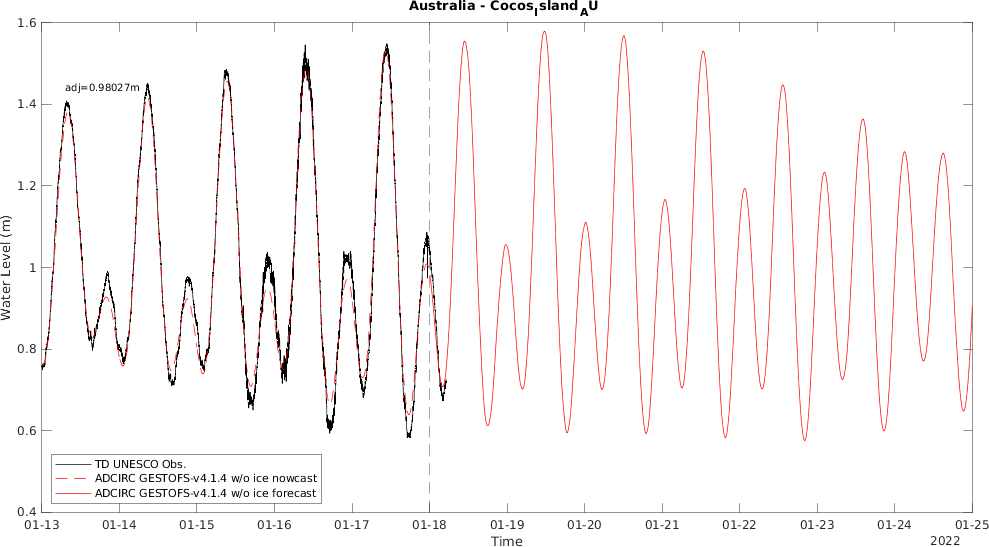 Australia - Cocos_Island_AU
1.6
adj=0.98027m
1.4
1.2
1
0.8
0.6
0.4
Water Level (m)
TD UNESCO Obs.
ADCIRC GESTOFS-v4.1.4 w/o ice nowcast
ADCIRC GESTOFS-v4.1.4 w/o ice forecast
01-13 01-14 01-15 01-16 01-17 01-18 01-19 01-20 01-21 01-22 01-23 01-24 01-25
Time
2022